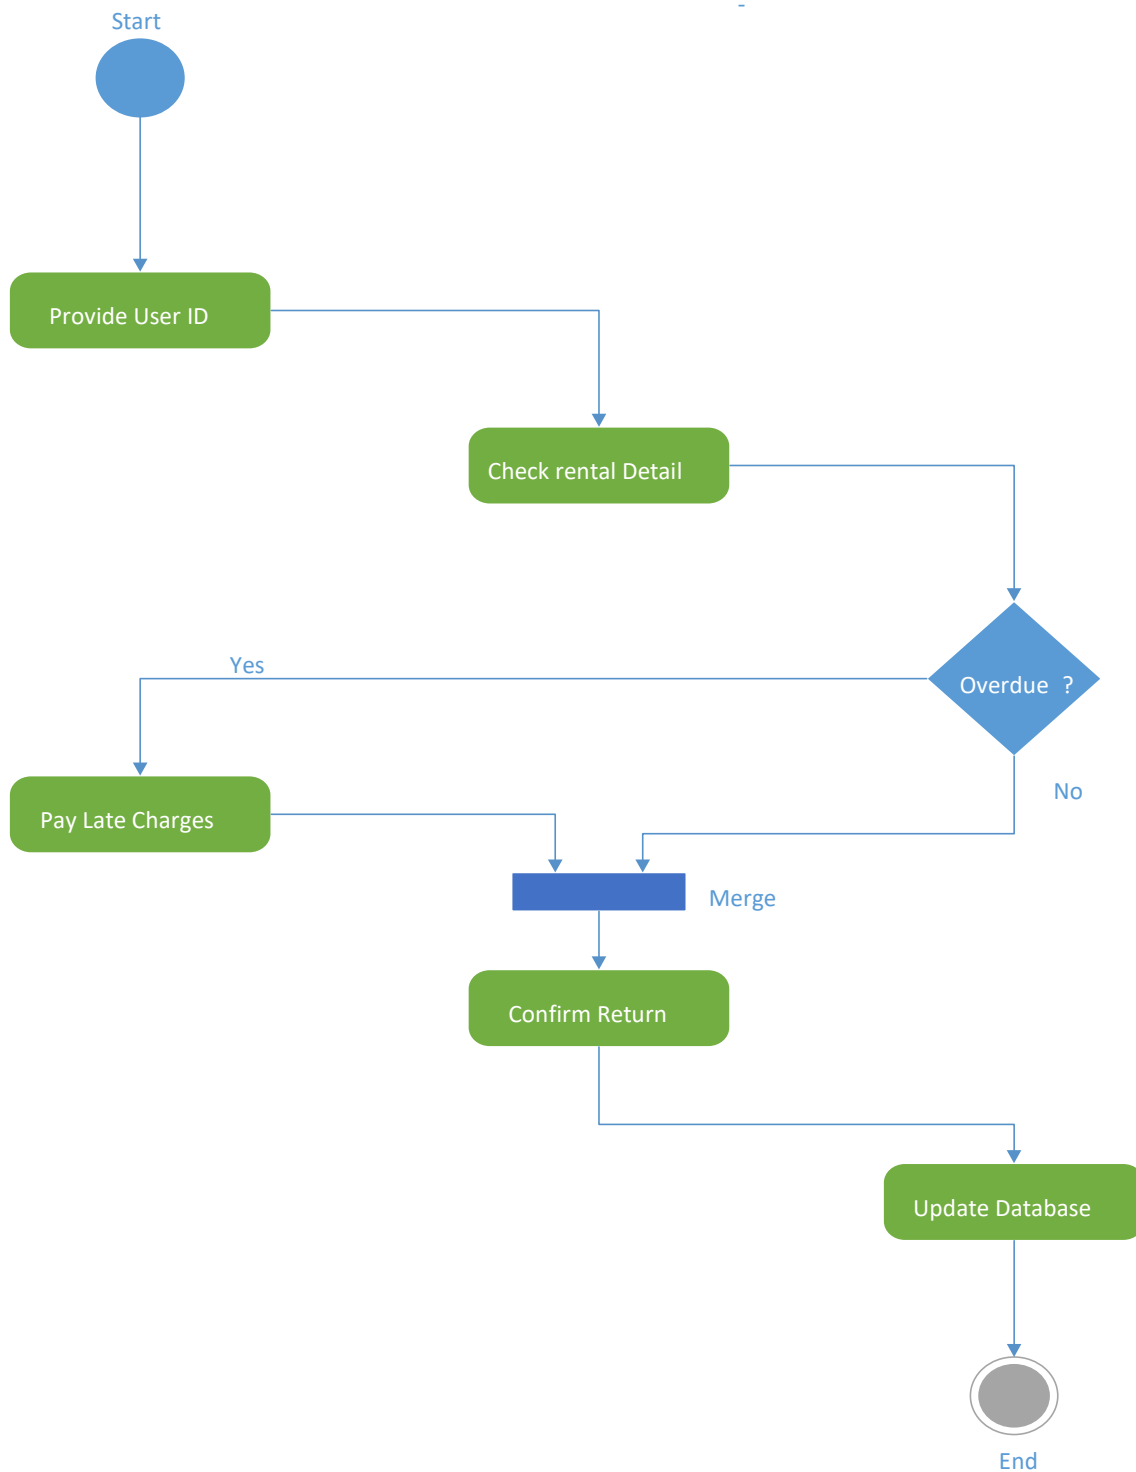 -
Start
Provide User ID
Check rental Detail
Yes
Overdue ?
No
Pay Late Charges
Merge
Confirm Return
Update Database
End